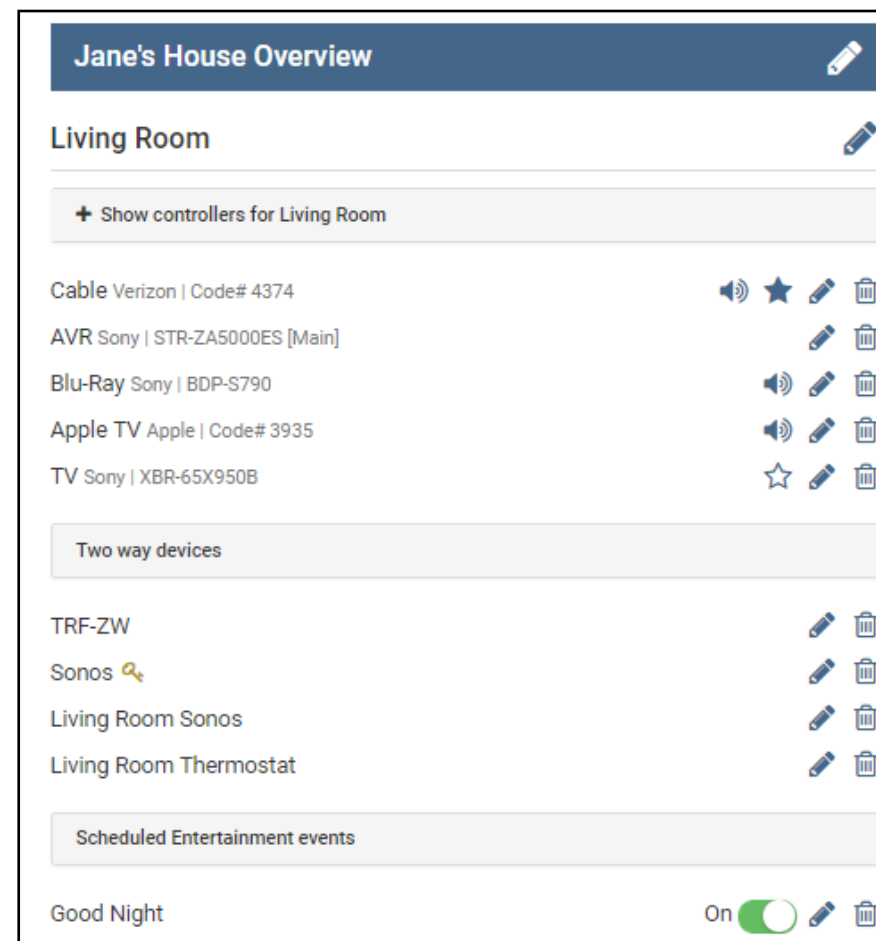 Jane's House Overview
Living Room
+ Show controllers for Living Room
Cable Verizon | Code# 4374
AVR Sony | STR-ZA5000ES [Main]
Blu-Ray Sony | BDP-S790
Apple TV Apple | Code# 3935
TV Sony | XBR-65X950B
Two way devices
TRF-ZW
Sonos
Living Room Sonos
Living Room Thermostat
Scheduled Entertainment events
Good Night On